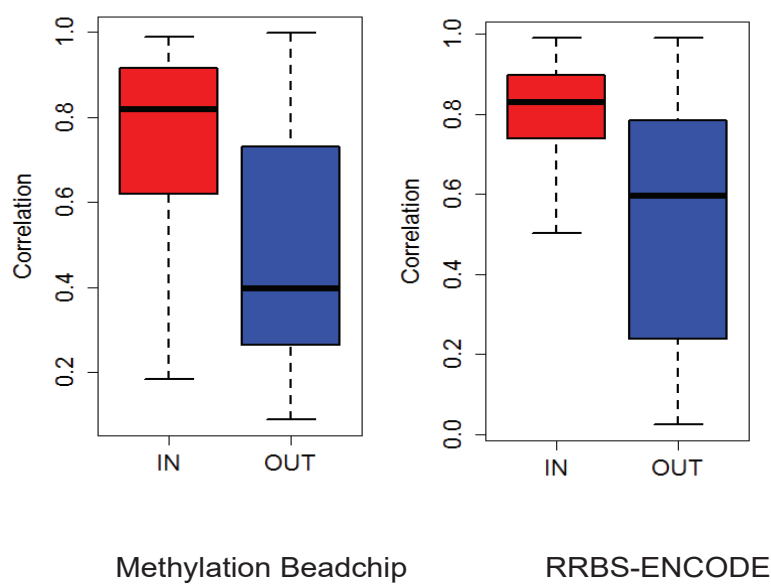 Correlation
1.0
0.8
0.6
0.4
0.2
IN OUT
Correlation
1.0
0.8
0.6
0.4
0.2
0.0
IN OUT
Methylation Beadchip
RRBS-ENCODE